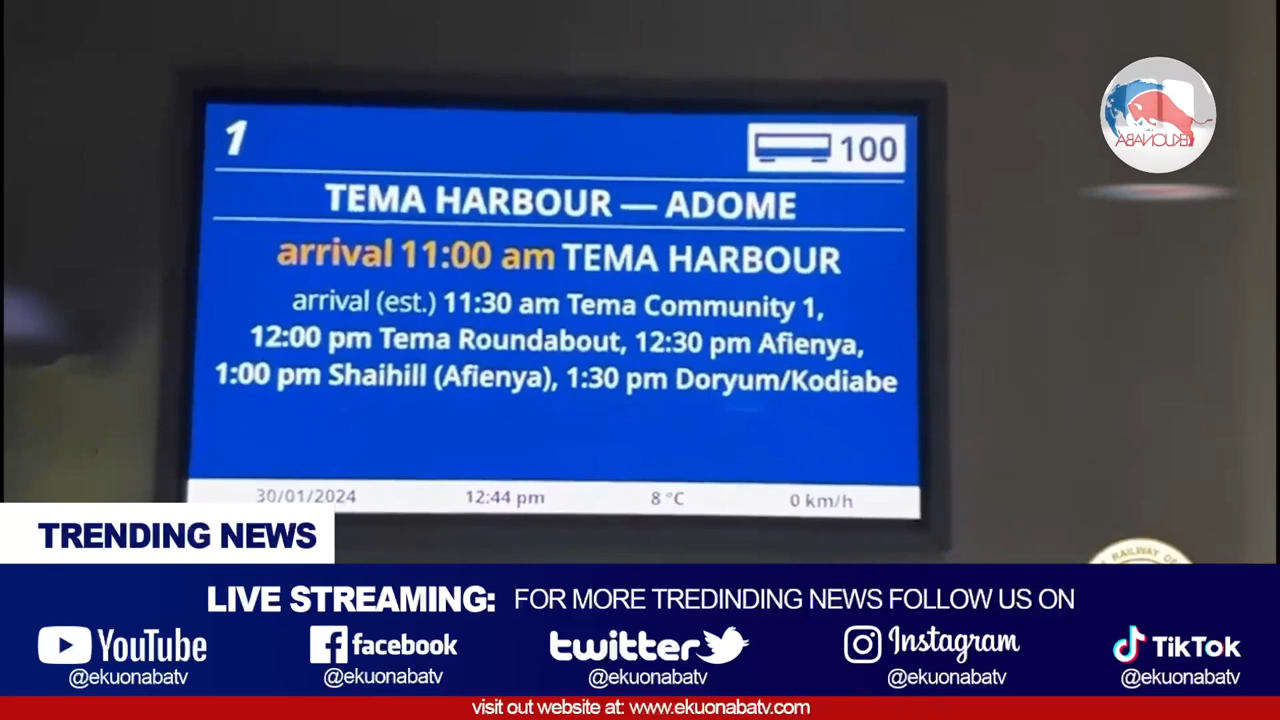 1
100
TEMA HARBOUR — ADOME
arrival 11:00 am TEMA HARBOUR
arrival (est.) 11:30 am Tema Community 1,
12:00 pm Tema Roundabout, 12:30 pm Afienya,
1:00 pm Shaihill (Afienya), 1:30 pm Doryum/Kodiabe
30/01/2024 12:44 pm 8 °C 0 km/h
RAILWAY DE
TRENDING NEWS
LIVE STREAMING: FOR MORE TREDINDING NEWS FOLLOW US ON
YouTube facebook twitter Instagram TikTok
@ekuonabatv @ekuonabatv @ekuonabatv @ekuonabatv @ekuonabatv
visit out website at: www.ekuonabatv.com